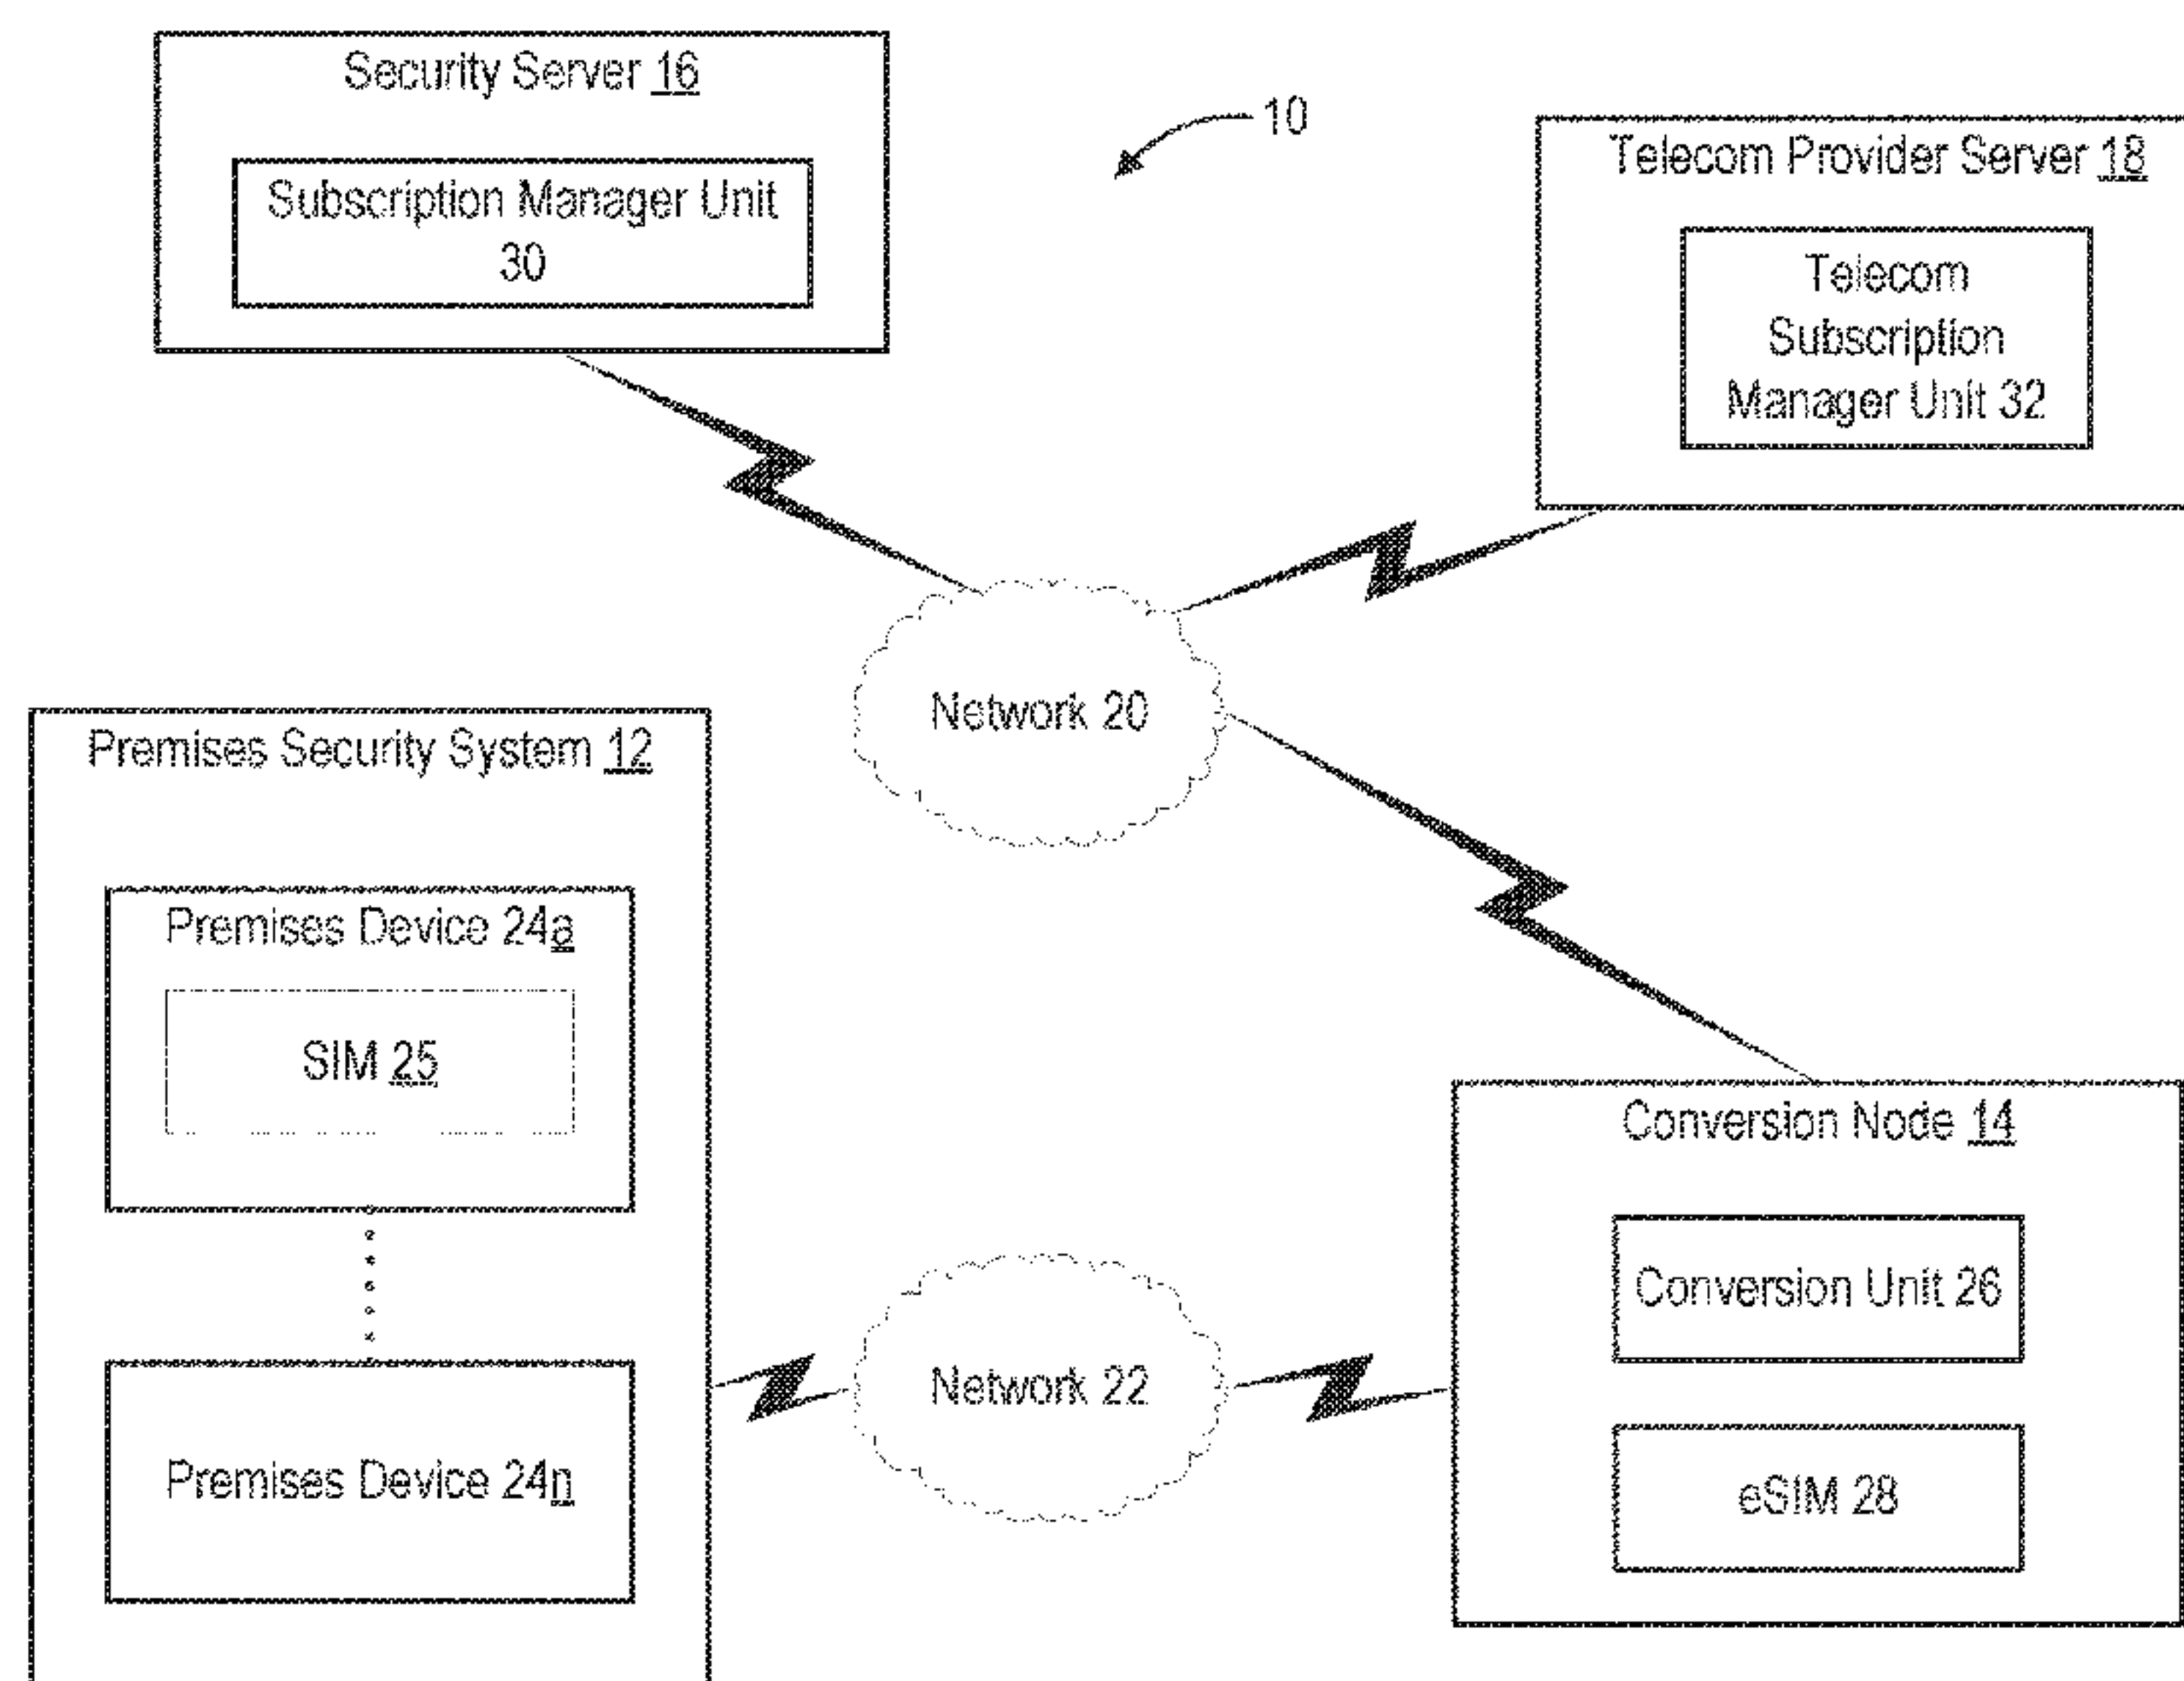 Security Server 16
Subscription Manager Unit
30
10
Telecom Provider Server 18
Telecom
Subscription
Manager Unit 32
Network 20
Premises Security System 12
Premises Device 24a
SIM 25
Premises Device 24n
Network 22
Conversion Node 14
Conversion Unit 26
eSIM 28